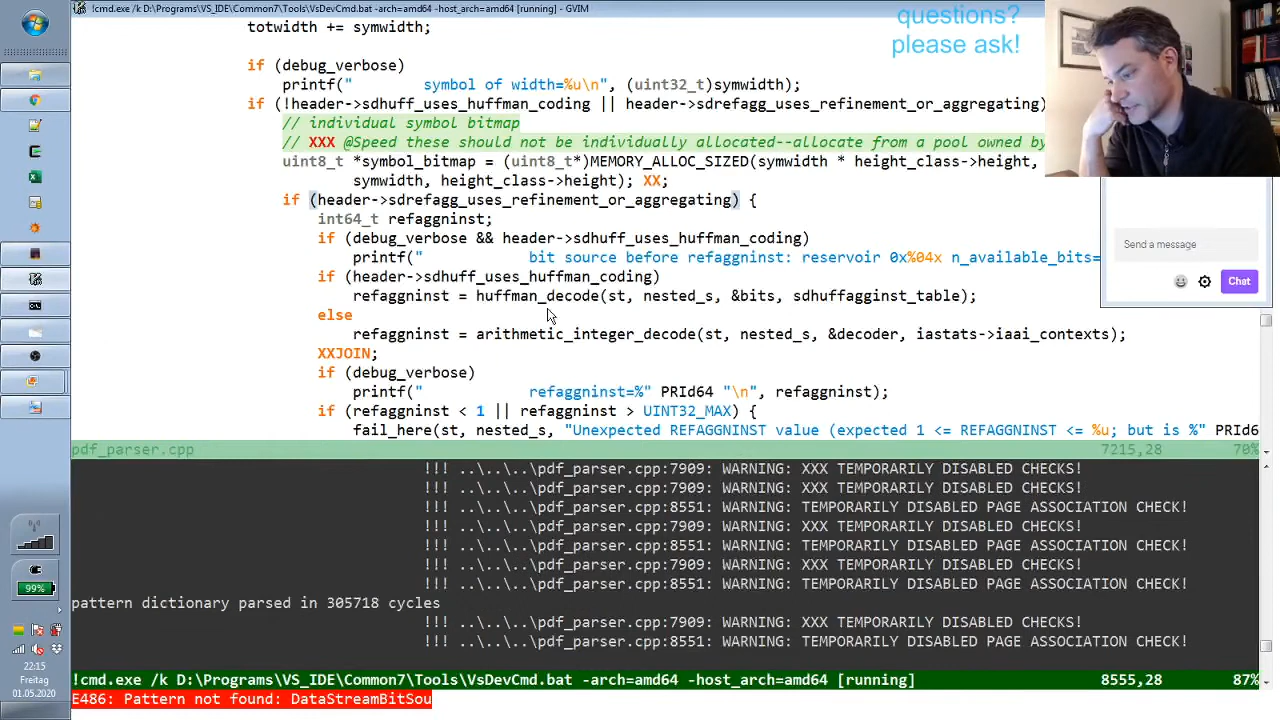 !cmd.exe /k D:\Programs\VS_IDE\Common7\Tools\VsDevCmd.bat -arch=amd64 -host_arch=amd64 [running] - GVIM
questions?
please ask!
totwidth += symwidth;
if (debug_verbose)
printf("        symbol of width=%u\n", (uint32_t)symwidth);
if (!header->sdhuff_uses_huffman_coding || header->sdrefagg_uses_refinement_or_aggregating)
// individual symbol bitmap
// XXX @Speed these should not be individually allocated--allocate from a pool owned by
uint8_t *symbol_bitmap = (uint8_t*)MEMORY_ALLOC_SIZED(symwidth * height_class->height,
symwidth, height_class->height); XX;
if (header->sdrefagg_uses_refinement_or_aggregating) {
int64_t refaggninst;
if (debug_verbose && header->sdhuff_uses_huffman_coding)
printf("            bit source before refaggninst: reservoir 0x%04x n_available_bits=
if (header->sdhuff_uses_huffman_coding)
refaggninst = huffman_decode(st, nested_s, &bits, sdhuffagginst_table);
else
refaggninst = arithmetic_integer_decode(st, nested_s, &decoder, iastats->iaai_contexts);
XXJOIN;
if (debug_verbose)
printf("            refaggninst=%" PRId64 "\n", refaggninst);
if (refaggninst < 1 || refaggninst > UINT32_MAX) {
fail_here(st, nested_s, "Unexpected REFAGGNINST value (expected 1 <= REFAGGNINST <= %u; but is %" PRId6
Send a message
Chat
pdf_parser.cpp 7215,28 70%
!!! ..\..\..\pdf_parser.cpp:7909: WARNING: XXX TEMPORARILY DISABLED CHECKS!
!!! ..\..\..\pdf_parser.cpp:7909: WARNING: XXX TEMPORARILY DISABLED CHECKS!
!!! ..\..\..\pdf_parser.cpp:8551: WARNING: TEMPORARILY DISABLED PAGE ASSOCIATION CHECK!
!!! ..\..\..\pdf_parser.cpp:7909: WARNING: XXX TEMPORARILY DISABLED CHECKS!
!!! ..\..\..\pdf_parser.cpp:8551: WARNING: TEMPORARILY DISABLED PAGE ASSOCIATION CHECK!
!!! ..\..\..\pdf_parser.cpp:7909: WARNING: XXX TEMPORARILY DISABLED CHECKS!
!!! ..\..\..\pdf_parser.cpp:8551: WARNING: TEMPORARILY DISABLED PAGE ASSOCIATION CHECK!
pattern dictionary parsed in 305718 cycles
!!! ..\..\..\pdf_parser.cpp:7909: WARNING: XXX TEMPORARILY DISABLED CHECKS!
!!! ..\..\..\pdf_parser.cpp:8551: WARNING: TEMPORARILY DISABLED PAGE ASSOCIATION CHECK!
!cmd.exe /k D:\Programs\VS_IDE\Common7\Tools\VsDevCmd.bat -arch=amd64 -host_arch=amd64 [running] 8555,28 87%
E486: Pattern not found: DataStreamBitSou
99%
22:15
Freitag
01.05.2020